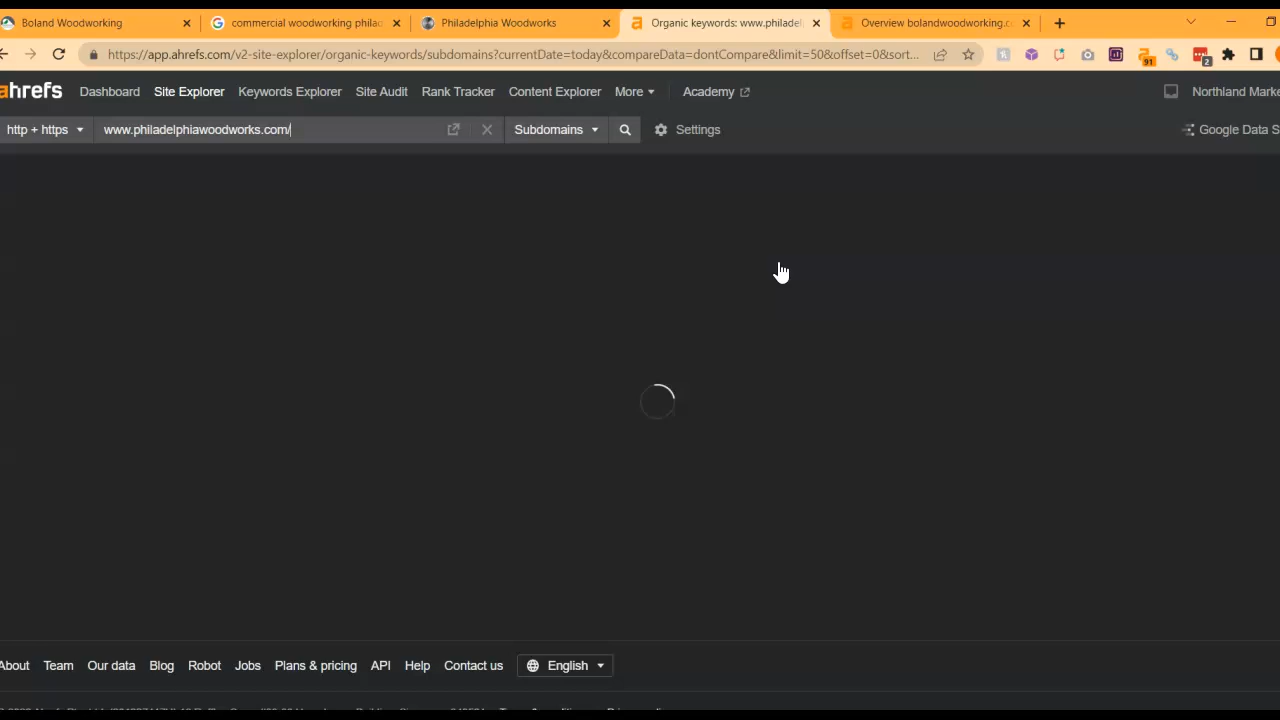 Boland Woodworking
commercial woodworking philad
Philadelphia Woodworks
Organic keywords: www.philadel
Overview bolandwoodworking.c
https://app.ahrefs.com/v2-site-explorer/organic-keywords/subdomains?currentDate=today&compareData=dontCompare&limit=50&offset=0&sort...
91
2
ahrefs
Dashboard
Site Explorer
Keywords Explorer
Site Audit
Rank Tracker
Content Explorer
More
Academy
Northland Marke
http + https
www.philadelphiawoodworks.com/
Subdomains
Settings
Google Data S
About
Team
Our data
Blog
Robot
Jobs
Plans & pricing
API
Help
Contact us
English